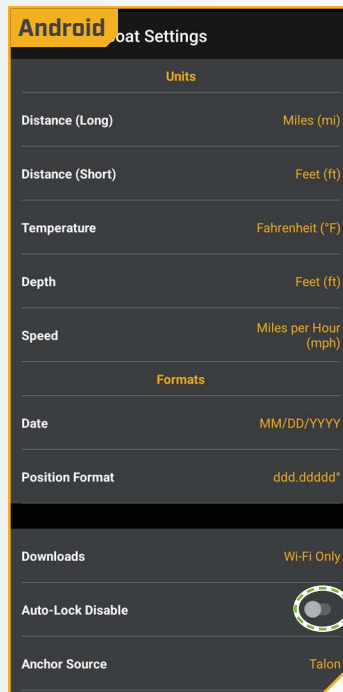 Android
oat Settings
Units
Distance (Long) Miles (mi)
Distance (Short) Feet (ft)
Temperature Fahrenheit (°F)
Depth Feet (ft)
Speed Miles per Hour
(mph)
Formats
Date MM/DD/YYYY
Position Format ddd.ddddd°
Downloads Wi-Fi Only
Auto-Lock Disable
Anchor Source Talon